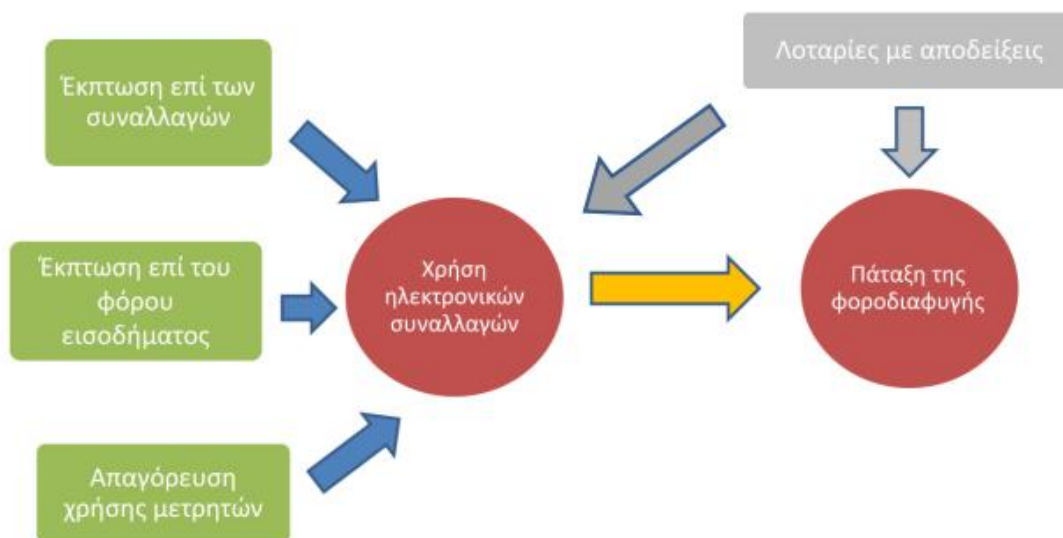 Έκπτωση επί των
συναλλαγών
Λοταρίες με αποδείξεις
Έκπτωση επί του
φόρου
εισοδήματος
Χρήση
ηλεκτρονικών
συναλλαγών
Πάταξη της
φοροδιαφυγής
Απαγόρευση
χρήσης μετρητών